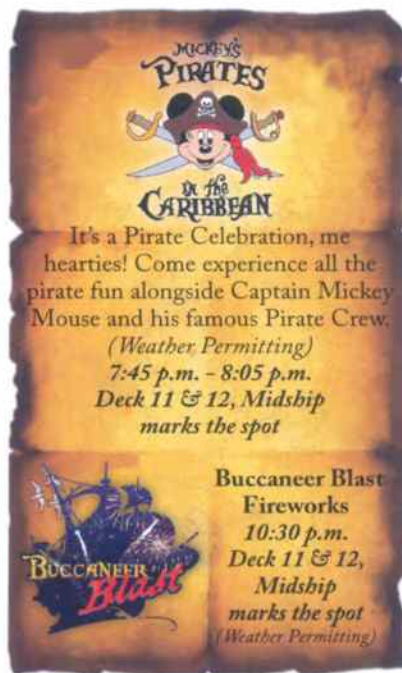 MICKEY'S
PIRATES
in the
CARIBBEAN
It's a Pirate Celebration, me
hearties! Come experience all the
pirate fun alongside Captain Mickey
Mouse and his famous Pirate Crew.
(Weather Permitting)
7:45 p.m. - 8:05 p.m.
Deck 11 & 12, Midship
marks the spot
BUCCANEER
Blast
Buccaneer Blast
Fireworks
10:30 p.m.
Deck 11 & 12,
Midship
marks the spot
(Weather Permitting)